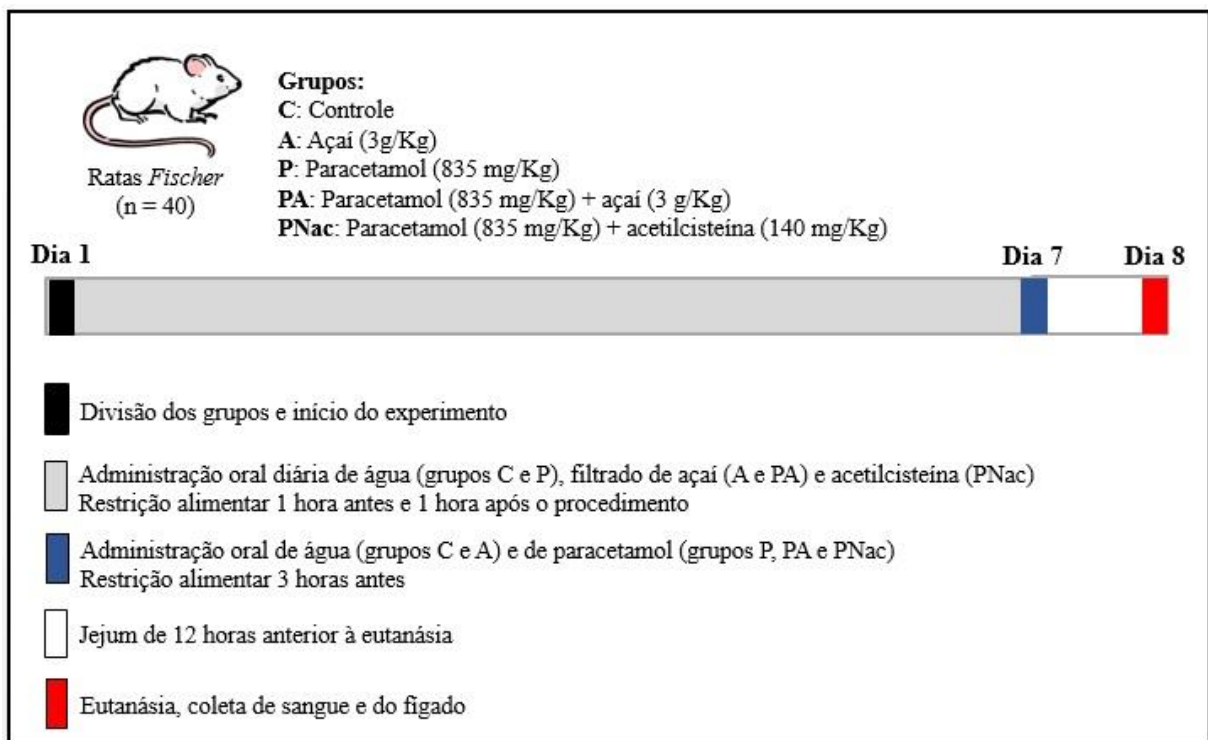 Grupos:
C: Controle
A: Açaí (3g/Kg)
P: Paracetamol (835 mg/Kg)
PA: Paracetamol (835 mg/Kg) + açaí (3 g/Kg)
PNac: Paracetamol (835 mg/Kg) + acetilcisteína (140 mg/Kg)
Ratas Fischer
(n = 40)
Dia 1
Dia 7
Dia 8
Divisão dos grupos e início do experimento
Administração oral diária de água (grupos C e P), filtrado de açaí (A e PA) e acetilcisteína (PNac)
Restrição alimentar 1 hora antes e 1 hora após o procedimento
Administração oral de água (grupos C e A) e de paracetamol (grupos P, PA e PNac)
Restrição alimentar 3 horas antes
Jejum de 12 horas anterior à eutanásia
Eutanásia, coleta de sangue e do fígado